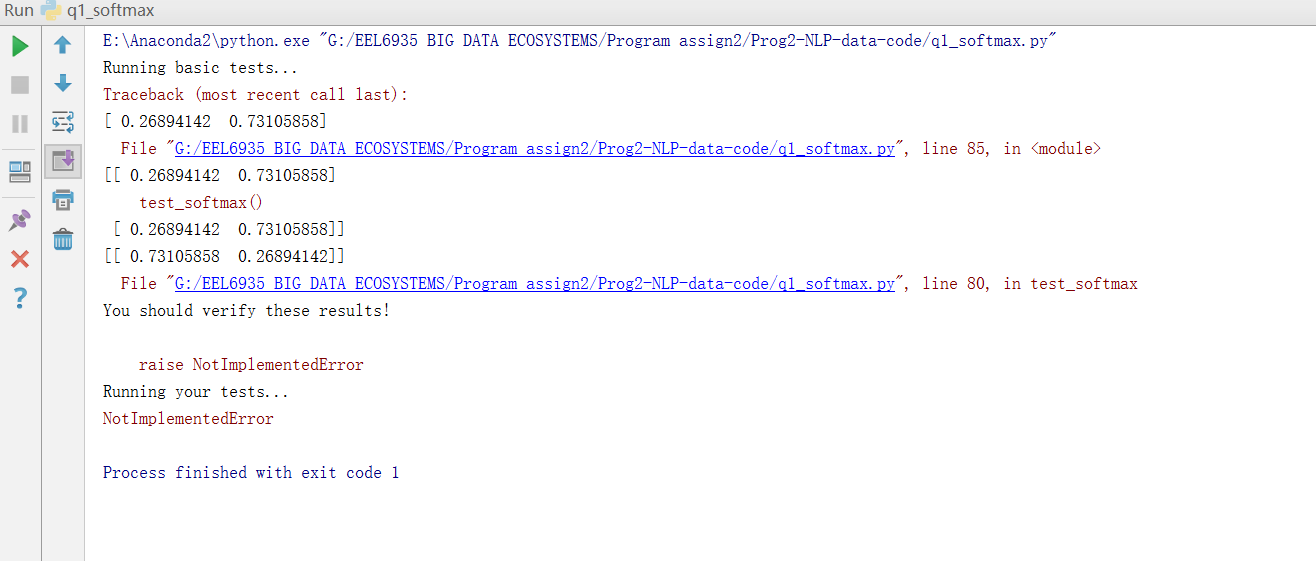 Run q1_softmax
E:\Anaconda2\python.exe "G:/EEL6935 BIG DATA ECOSYSTEMS/Program assign2/Prog2-NLP-data-code/q1_softmax.py"
Running basic tests...
Traceback (most recent call last):
[ 0.26894142  0.73105858]
  File "G:/EEL6935 BIG DATA ECOSYSTEMS/Program assign2/Prog2-NLP-data-code/q1_softmax.py", line 85, in <module>
[[ 0.26894142  0.73105858]
    test_softmax()
 [ 0.26894142  0.73105858]]
[[ 0.73105858  0.26894142]]
  File "G:/EEL6935 BIG DATA ECOSYSTEMS/Program assign2/Prog2-NLP-data-code/q1_softmax.py", line 80, in test_softmax
You should verify these results!
    raise NotImplementedError
Running your tests...
NotImplementedError
Process finished with exit code 1